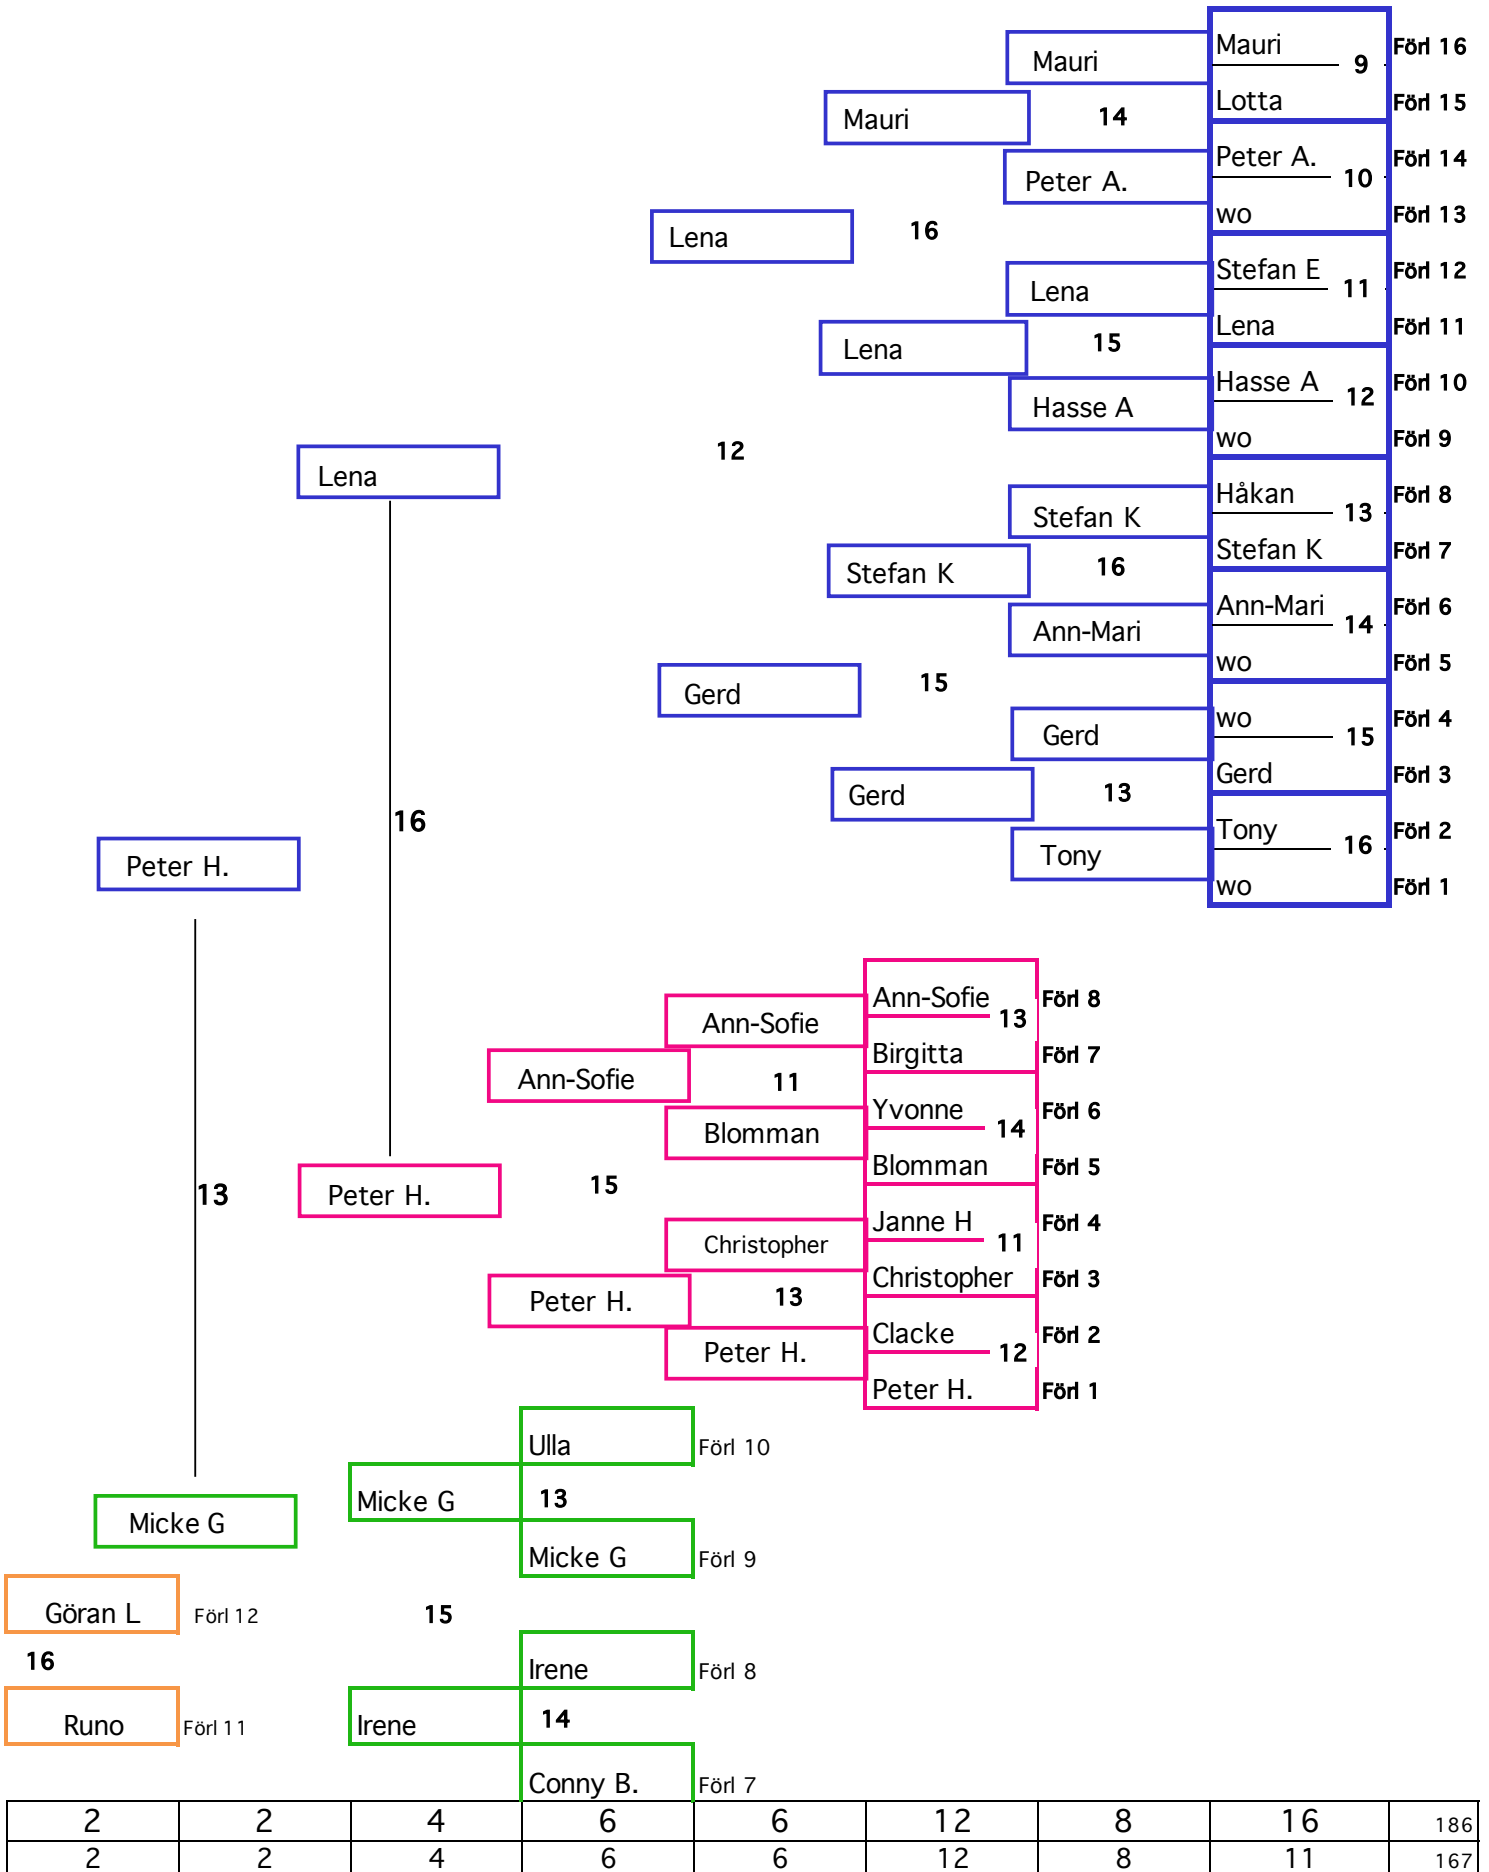 Mauri Förl 16
Mauri 9
Lotta Förl 15
Mauri 14
Peter A. Förl 14
Peter A. 10
wo Förl 13
Lena 16
Stefan E Förl 12
Lena 11
Lena Förl 11
Lena 15
Hasse A Förl 10
Hasse A 12
wo Förl 9
12
Lena
Håkan Förl 8
Stefan K 13
Stefan K Förl 7
Stefan K 16
Ann-Mari Förl 6
Ann-Mari 14
wo Förl 5
Gerd 15
wo Förl 4
Gerd 15
Gerd Förl 3
Gerd 13
16
Tony Förl 2
Tony 16
Peter H.
wo Förl 1
Ann-Sofie Förl 8
Ann-Sofie 13
Birgitta Förl 7
Ann-Sofie 11
Yvonne Förl 6
Blomman 14
Blomman Förl 5
13 Peter H. 15
Janne H Förl 4
Christopher 11
Christopher Förl 3
Peter H. 13
Clacke Förl 2
Peter H. 12
Peter H. Förl 1
Ulla Förl 10
Micke G 13
Micke G
Micke G Förl 9
Göran L Förl 12 15
16
Irene Förl 8
Runo Förl 11 Irene 14
Conny B. Förl 7
2 2 4 6 6 12 8 16 186
2 2 4 6 6 12 8 11 167